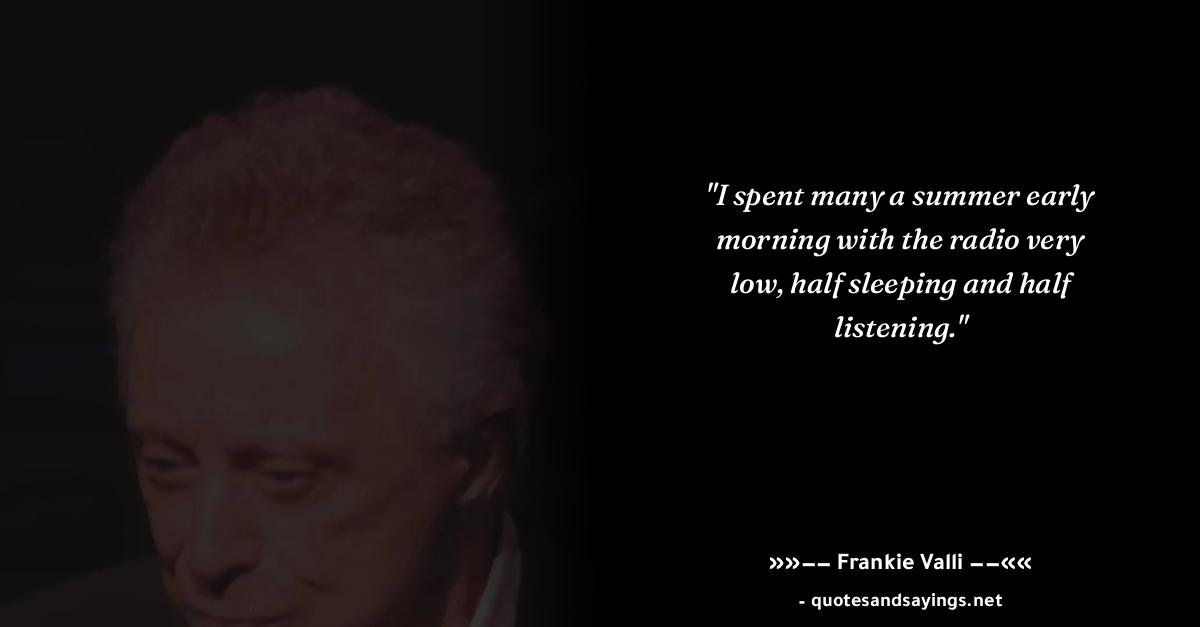 "I spent many a summer early
morning with the radio very
low, half sleeping and half
listening."
»»–– Frankie Valli ––««
- quotesandsayings.net